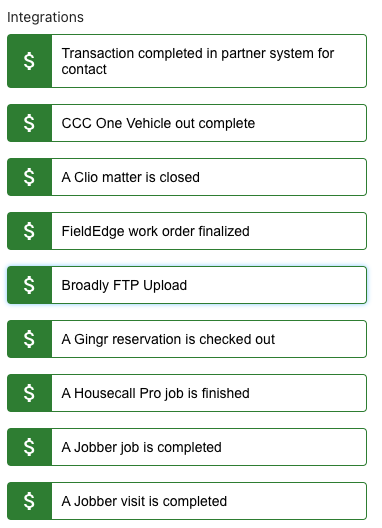 Integrations
$ Transaction completed in partner system for
contact
$ CCC One Vehicle out complete
$ A Clio matter is closed
$ FieldEdge work order finalized
$ Broadly FTP Upload
$ A Gingr reservation is checked out
$ A Housecall Pro job is finished
$ A Jobber job is completed
$ A Jobber visit is completed